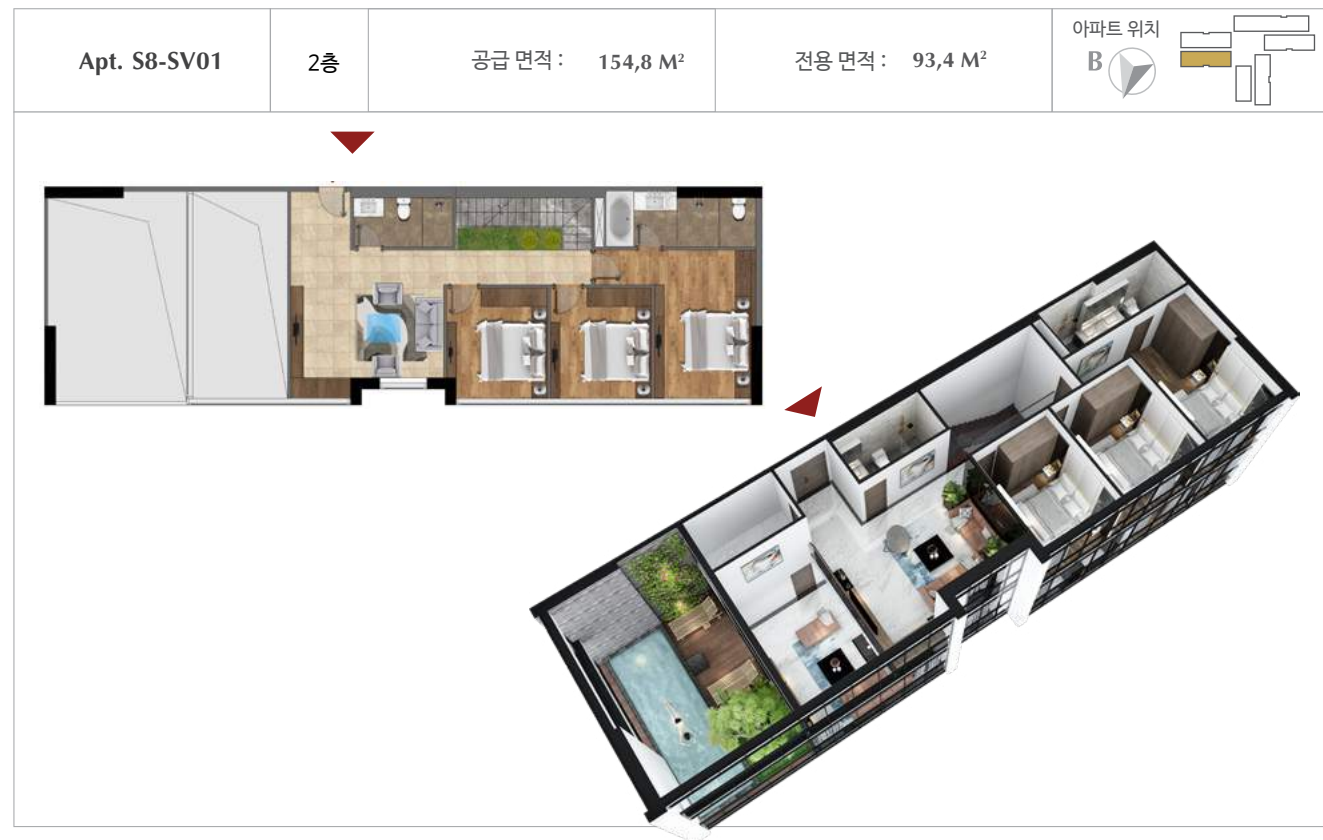 Apt. S8-SV01
2층
공급 면적 : 154,8 M²
전용 면적 : 93,4 M²
아파트 위치
B